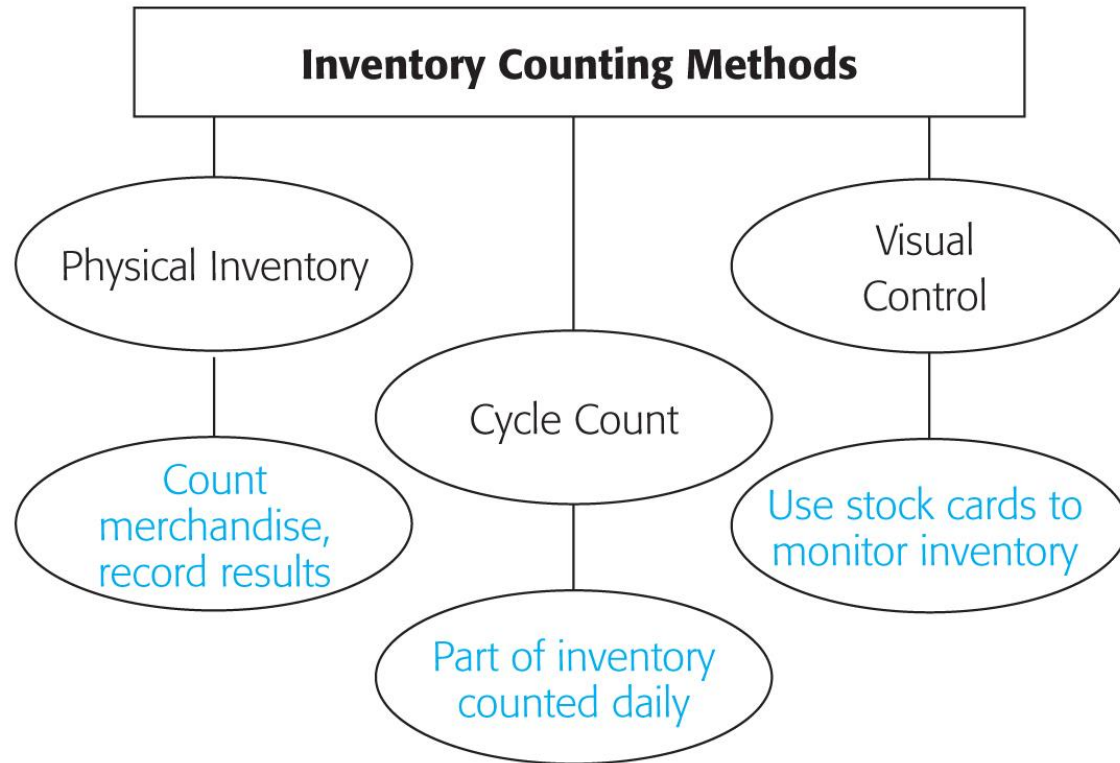 Inventory Counting Methods
Physical Inventory
Count
merchandise,
record results
Cycle Count
Part of inventory
counted daily
Visual
Control
Use stock cards to
monitor inventory